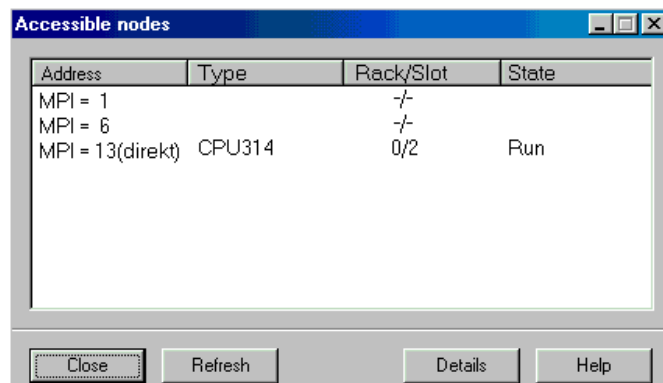 Accessible nodes
Address Type Rack/Slot State
MPI = 1 -/-
MPI = 6 -/-
MPI = 13(direkt) CPU314 0/2 Run
Close Refresh Details Help